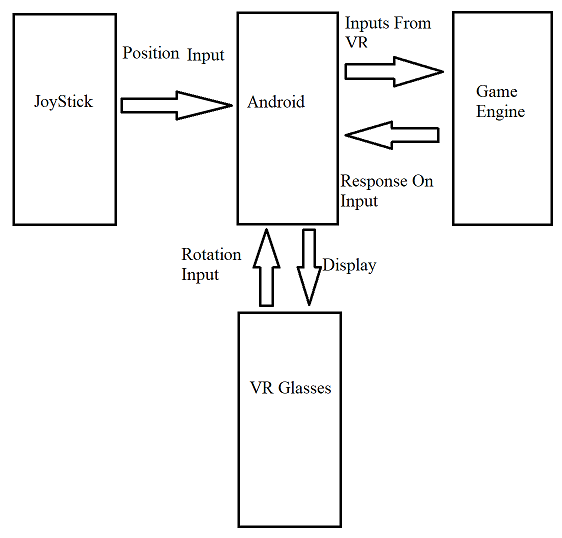 Position Input
JoyStick
Android
Inputs From
VR
Game
Engine
Response On
Input
Rotation
Input
Display
VR Glasses